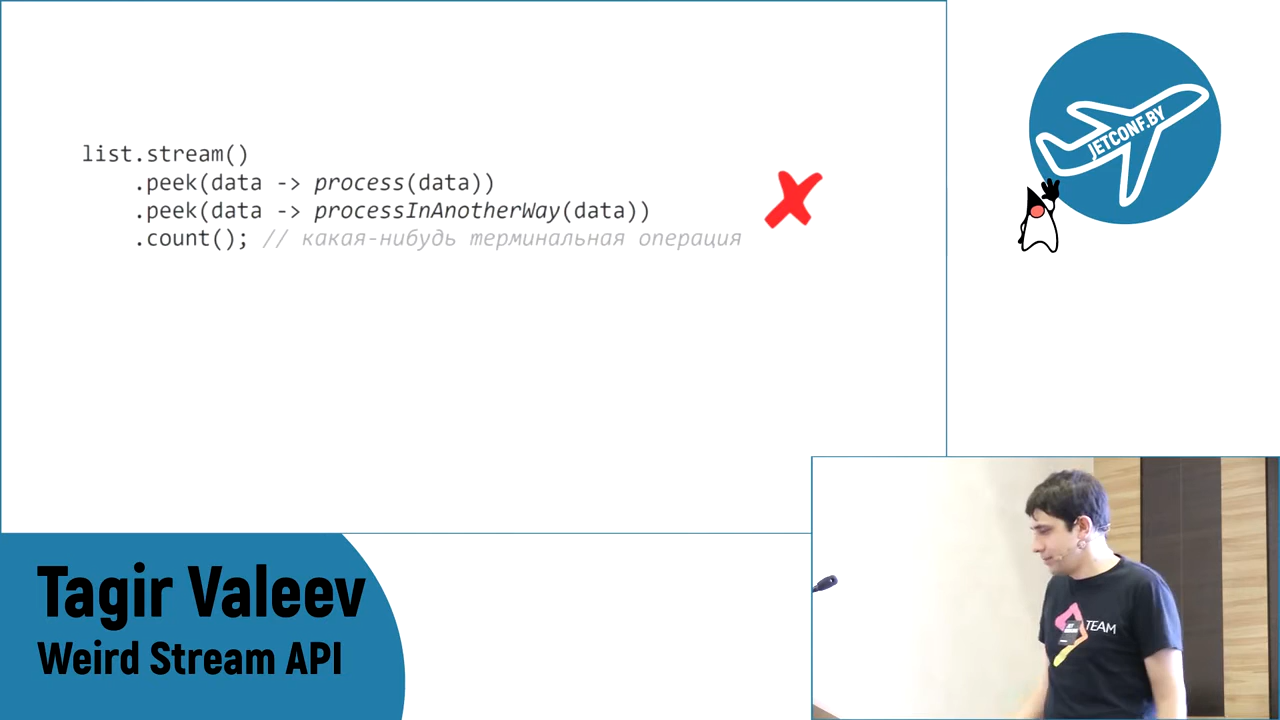 list.stream()
.peek(data -> process(data))
.peek(data -> processInAnotherWay(data))
.count(); // какая-нибудь терминальная операция
JETCONF.BY
TEAM
Tagir Valeev
Weird Stream API